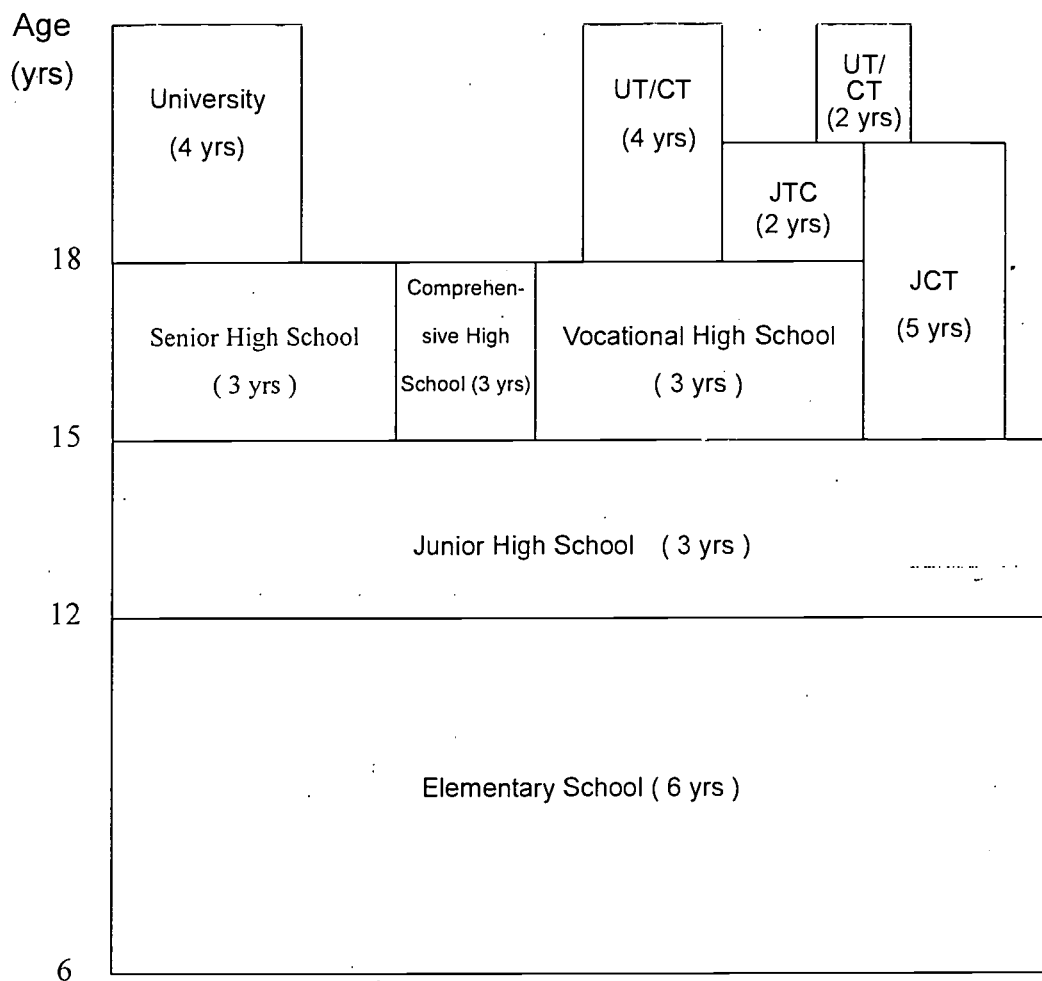 Age
(yrs)
University
(4 yrs)
UT/CT
(4 yrs)
UT/
CT
(2 yrs)
JTC
(2 yrs)
18
Senior High School
( 3 yrs )
Comprehen-
sive High
School (3 yrs)
Vocational High School
( 3 yrs )
JCT
(5 yrs)
15
Junior High School ( 3 yrs )
12
Elementary School ( 6 yrs )
6